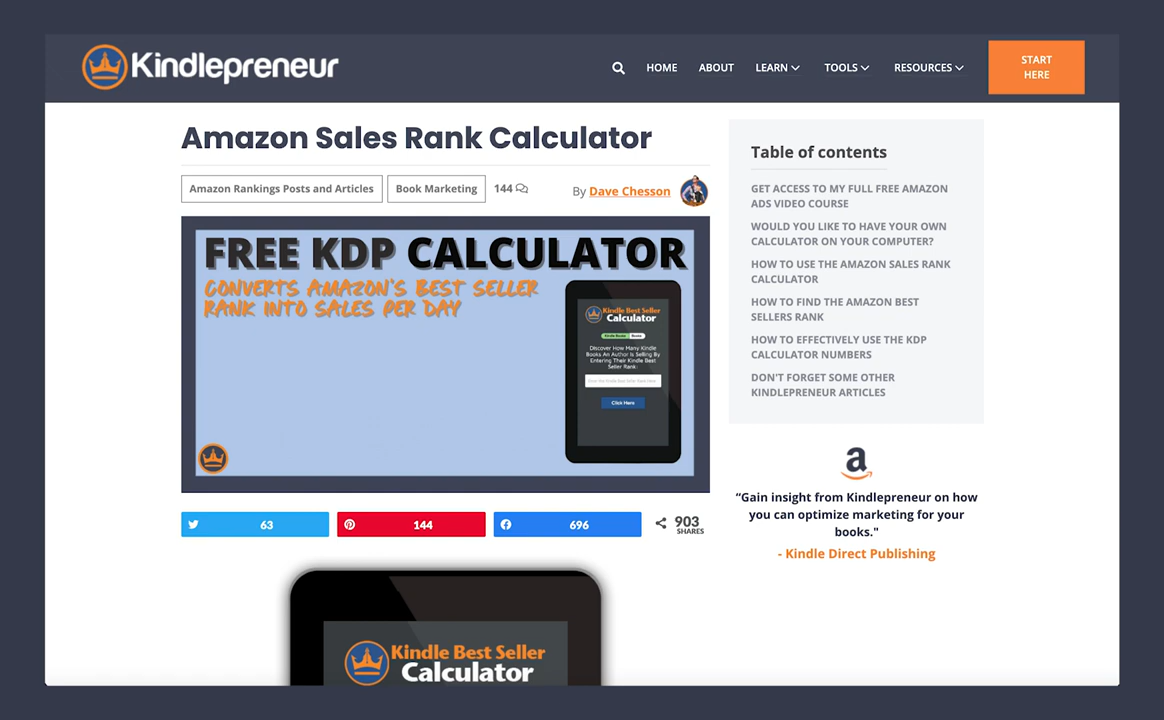 Kindlepreneur
HOME
ABOUT
LEARN
TOOLS
RESOURCES
START
HERE
Amazon Sales Rank Calculator
Amazon Rankings Posts and Articles
Book Marketing
144
By Dave Chesson
FREE KDP CALCULATOR
CONVERTS AMAZON'S BEST SELLER
RANK INTO SALES PER DAY
Kindle Best Seller
Calculator
Kindle Books
Books
Discover How Many Kindle
Books An Author Is Selling By
Entering Their Kindle Best
Seller Rank:
Click Here
63
144
696
903
SHARES
Kindle Best Seller
Calculator
Table of contents
GET ACCESS TO MY FULL FREE AMAZON
ADS VIDEO COURSE
WOULD YOU LIKE TO HAVE YOUR OWN
CALCULATOR ON YOUR COMPUTER?
HOW TO USE THE AMAZON SALES RANK
CALCULATOR
HOW TO FIND THE AMAZON BEST
SELLERS RANK
HOW TO EFFECTIVELY USE THE KDP
CALCULATOR NUMBERS
DON'T FORGET SOME OTHER
KINDLEPRENEUR ARTICLES
a
“Gain insight from Kindlepreneur on how
you can optimize marketing for your
books."
- Kindle Direct Publishing